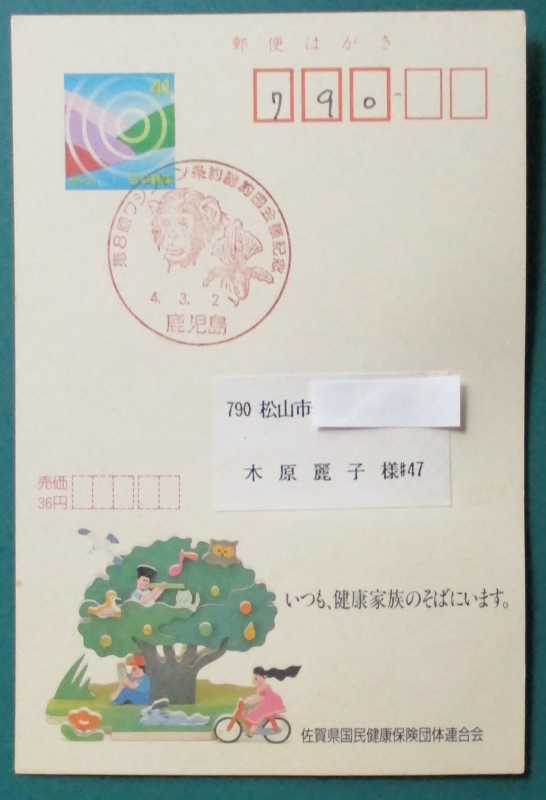 郵便はがき
41
790
日本郵便
第8回ワシントン条約締約国会議記念
4. 3. 2
鹿児島
790 松山市
木原麗子 様#47
売価
36円
いつも、健康家族のそばにいます。
佐賀県国民健康保険団体連合会